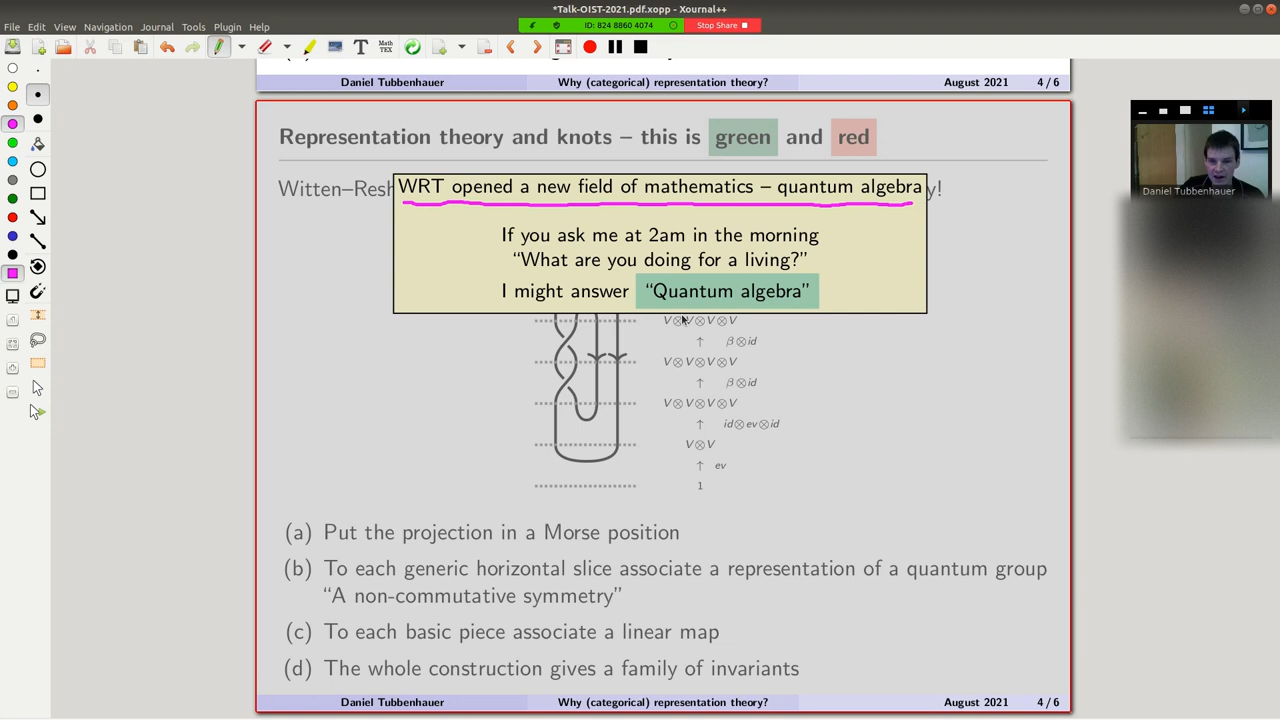 *Talk-OIST-2021.pdf.xopp - Xournal++
File Edit View Navigation Journal Tools Plugin Help
ID: 824 8860 4074 Stop Share
T Math TEX
Daniel Tubbenhauer Why (categorical) representation theory? August 2021 4 / 6
Representation theory and knots – this is green and red
Witten–Resh y!
WRT opened a new field of mathematics – quantum algebra
If you ask me at 2am in the morning
“What are you doing for a living?”
I might answer “Quantum algebra”
V⊗V⊗V⊗V
↑ β⊗id
V⊗V⊗V⊗V
↑ β⊗id
V⊗V⊗V⊗V
↑ id⊗ev⊗id
V⊗V
↑ ev
1
(a) Put the projection in a Morse position
(b) To each generic horizontal slice associate a representation of a quantum group
“A non-commutative symmetry”
(c) To each basic piece associate a linear map
(d) The whole construction gives a family of invariants
Daniel Tubbenhauer Why (categorical) representation theory? August 2021 4 / 6
Daniel Tubbenhauer